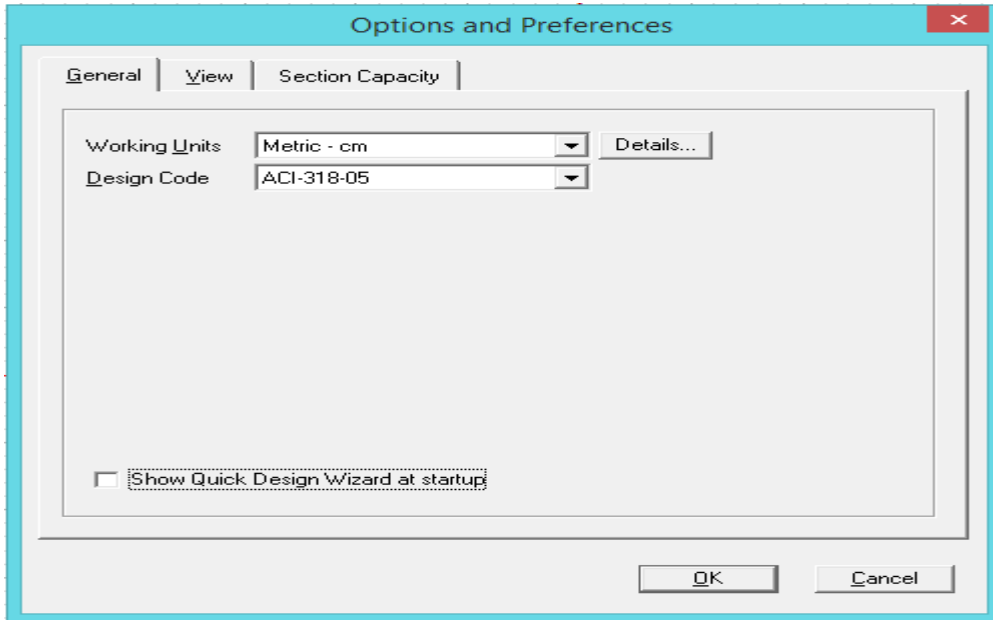 Options and Preferences
General View Section Capacity
Working Units Metric - cm Details...
Design Code ACI-318-05
Show Quick Design Wizard at startup
OK Cancel